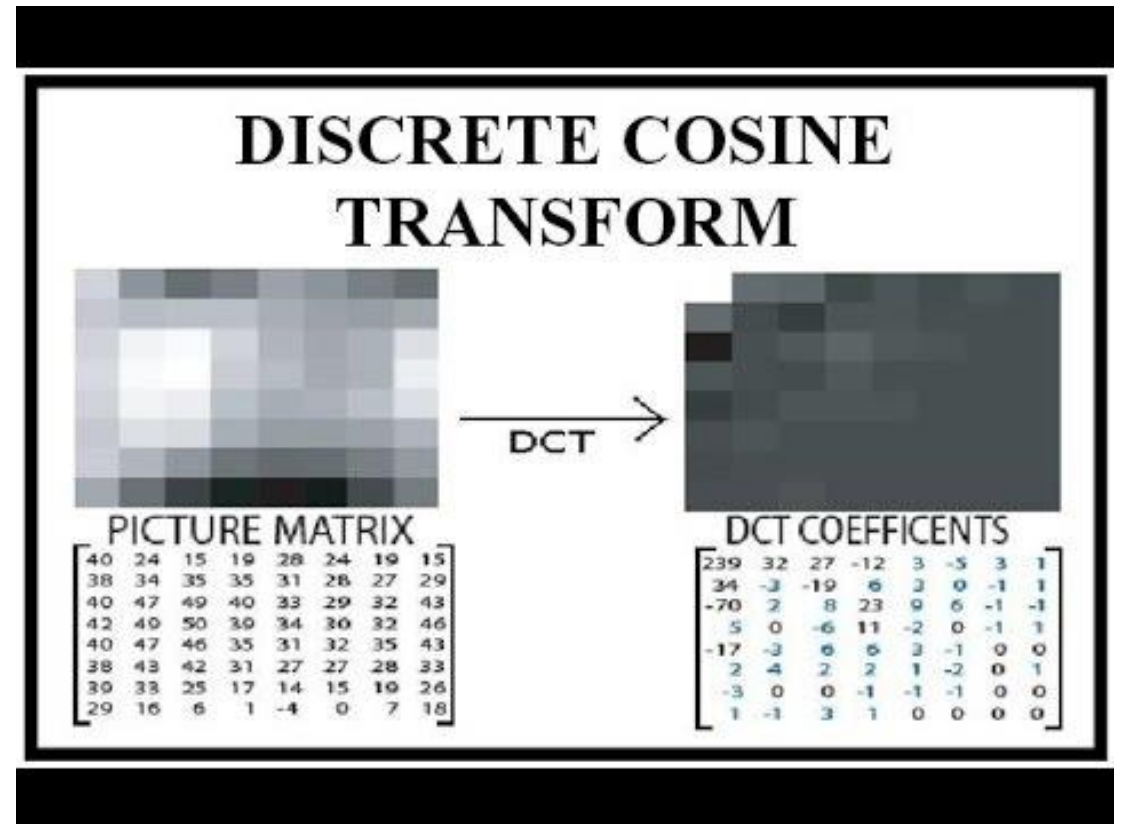 DISCRETE COSINE
TRANSFORM
DCT
PICTURE MATRIX
40 24 15 19 28 24 19 15
38 34 35 35 31 28 27 29
40 47 49 40 33 29 32 43
42 49 50 39 34 30 32 46
40 47 46 35 31 32 35 43
38 43 42 31 27 27 28 33
39 33 25 17 14 15 19 26
29 16 6 1 -4 0 7 18
DCT COEFFICENTS
239 32 27 -12 3 -5 3 1
34 -3 -19 6 3 0 -1 1
-70 2 8 23 9 6 -1 -1
5 0 -6 11 -2 0 -1 1
-17 -3 6 6 3 -1 0 0
2 4 2 2 1 -2 0 1
-3 0 0 -1 -1 -1 0 0
1 -1 3 1 0 0 0 0